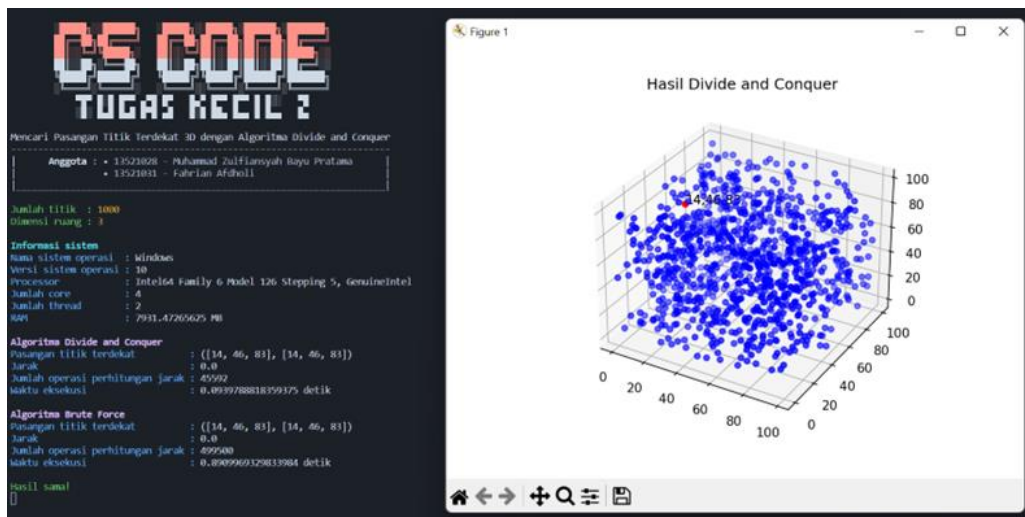 CS CODE
TUGAS KECIL 2
Mencari Pasangan Titik Terdekat 3D dengan Algoritma Divide and Conquer
Anggota : • 13521028 - Muhammad Zulfiansyah Bayu Pratama
• 13521031 - Fahrian Afdholi
Jumlah titik : 1000
Dimensi ruang : 3
Informasi sistem
Nama sistem operasi : Windows
Versi sistem operasi : 10
Processor : Intel64 Family 6 Model 126 Stepping 5, GenuineIntel
Jumlah core : 4
Jumlah thread : 2
RAM : 7931.47265625 MB
Algoritma Divide and Conquer
Pasangan titik terdekat : ([14, 46, 83], [14, 46, 83])
Jarak : 0.0
Jumlah operasi perhitungan jarak : 45592
Waktu eksekusi : 0.0939788818359375 detik
Algoritma Brute Force
Pasangan titik terdekat : ([14, 46, 83], [14, 46, 83])
Jarak : 0.0
Jumlah operasi perhitungan jarak : 499500
Waktu eksekusi : 0.8909969329833984 detik
Hasil sama!
Figure 1
Hasil Divide and Conquer
14,46,83
100
80
60
40
20
0
100
80
60
40
20
0
0
20
40
60
80
100